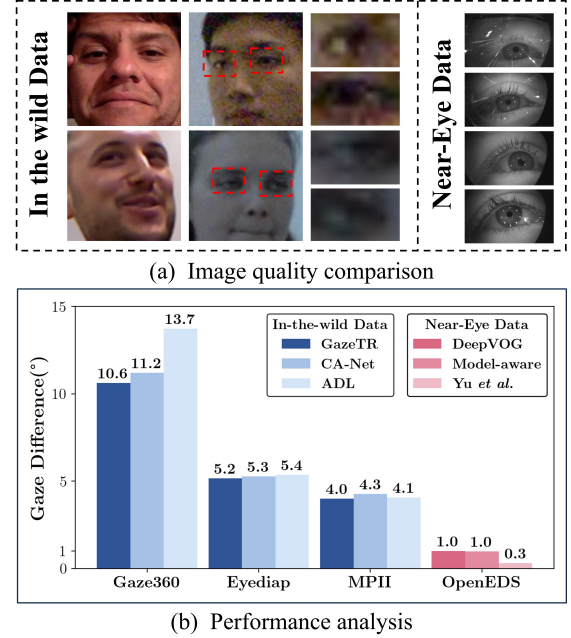 In the wild Data
Near-Eye Data
(a) Image quality comparison
Gaze Difference(°)
15
10
5
1
0
10.6 11.2 13.7
5.2 5.3 5.4
4.0 4.3 4.1
1.0 1.0 0.3
In-the-wild Data
GazeTR
CA-Net
ADL
Near-Eye Data
DeepVOG
Model-aware
Yu et al.
Gaze360 Eyediap MPII OpenEDS
(b) Performance analysis